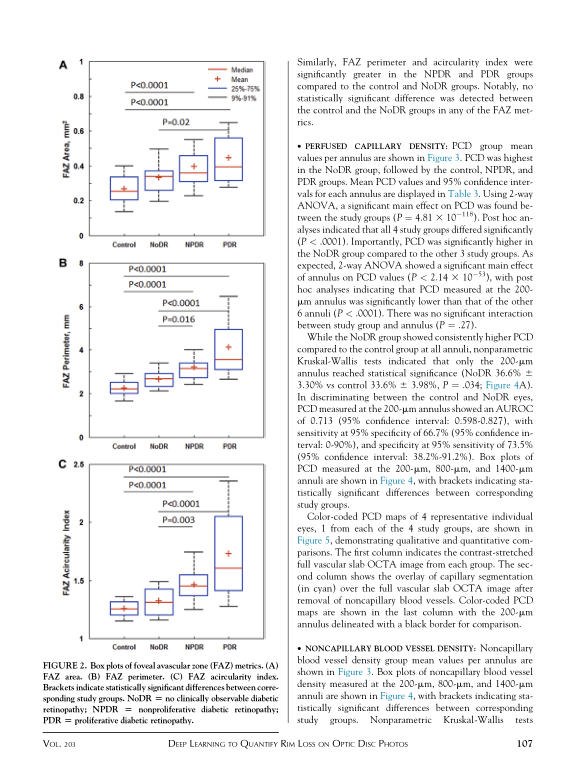 A
1
0.8
0.6
0.4
0.2
0
FAZ Area, mm²
P<0.0001
P<0.0001
P=0.02
Median
Mean
25%-75%
9%-91%
Control NoDR NPDR PDR
B
8
6
4
2
0
FAZ Perimeter, mm
P<0.0001
P<0.0001
P<0.0001
P=0.016
Control NoDR NPDR PDR
C
2.5
2
1.5
1
FAZ Acircularity Index
P<0.0001
P<0.0001
P<0.0001
P=0.003
Control NoDR NPDR PDR
FIGURE 2. Box plots of foveal avascular zone (FAZ) metrics. (A)
FAZ area. (B) FAZ perimeter. (C) FAZ acircularity index.
Brackets indicate statistically significant differences between corre-
sponding study groups. NoDR = no clinically observable diabetic
retinopathy; NPDR = nonproliferative diabetic retinopathy;
PDR = proliferative diabetic retinopathy.
Similarly, FAZ perimeter and acircularity index were
significantly greater in the NPDR and PDR groups
compared to the control and NoDR groups. Notably, no
statistically significant difference was detected between
the control and the NoDR groups in any of the FAZ met-
rics.
• PERFUSED CAPILLARY DENSITY: PCD group mean
values per annulus are shown in Figure 3. PCD was highest
in the NoDR group, followed by the control, NPDR, and
PDR groups. Mean PCD values and 95% confidence inter-
vals for each annulus are displayed in Table 3. Using 2-way
ANOVA, a significant main effect on PCD was found be-
tween the study groups (P = 4.81 × 10⁻¹¹⁸). Post hoc an-
alyses indicated that all 4 study groups differed significantly
(P < .0001). Importantly, PCD was significantly higher in
the NoDR group compared to the other 3 study groups. As
expected, 2-way ANOVA showed a significant main effect
of annulus on PCD values (P < 2.14 × 10⁻⁵³), with post
hoc analyses indicating that PCD measured at the 200-
μm annulus was significantly lower than that of the other
6 annuli (P < .0001). There was no significant interaction
between study group and annulus (P = .27).
While the NoDR group showed consistently higher PCD
compared to the control group at all annuli, nonparametric
Kruskal-Wallis tests indicated that only the 200-μm
annulus reached statistical significance (NoDR 36.6% ±
3.30% vs control 33.6% ± 3.98%, P = .034; Figure 4A).
In discriminating between the control and NoDR eyes,
PCD measured at the 200-μm annulus showed an AUROC
of 0.713 (95% confidence interval: 0.598-0.827), with
sensitivity at 95% specificity of 66.7% (95% confidence in-
terval: 0-90%), and specificity at 95% sensitivity of 73.5%
(95% confidence interval: 38.2%-91.2%). Box plots of
PCD measured at the 200-μm, 800-μm, and 1400-μm
annuli are shown in Figure 4, with brackets indicating sta-
tistically significant differences between corresponding
study groups.
Color-coded PCD maps of 4 representative individual
eyes, 1 from each of the 4 study groups, are shown in
Figure 5, demonstrating qualitative and quantitative com-
parisons. The first column indicates the contrast-stretched
full vascular slab OCTA image from each group. The sec-
ond column shows the overlay of capillary segmentation
(in cyan) over the full vascular slab OCTA image after
removal of noncapillary blood vessels. Color-coded PCD
maps are shown in the last column with the 200-μm
annulus delineated with a black border for comparison.
• NONCAPILLARY BLOOD VESSEL DENSITY: Noncapillary
blood vessel density group mean values per annulus are
shown in Figure 3. Box plots of noncapillary blood vessel
density measured at the 200-μm, 800-μm, and 1400-μm
annuli are shown in Figure 4, with brackets indicating sta-
tistically significant differences between corresponding
study groups. Nonparametric Kruskal-Wallis tests
VOL. 203 DEEP LEARNING TO QUANTIFY RIM LOSS ON OPTIC DISC PHOTOS 107